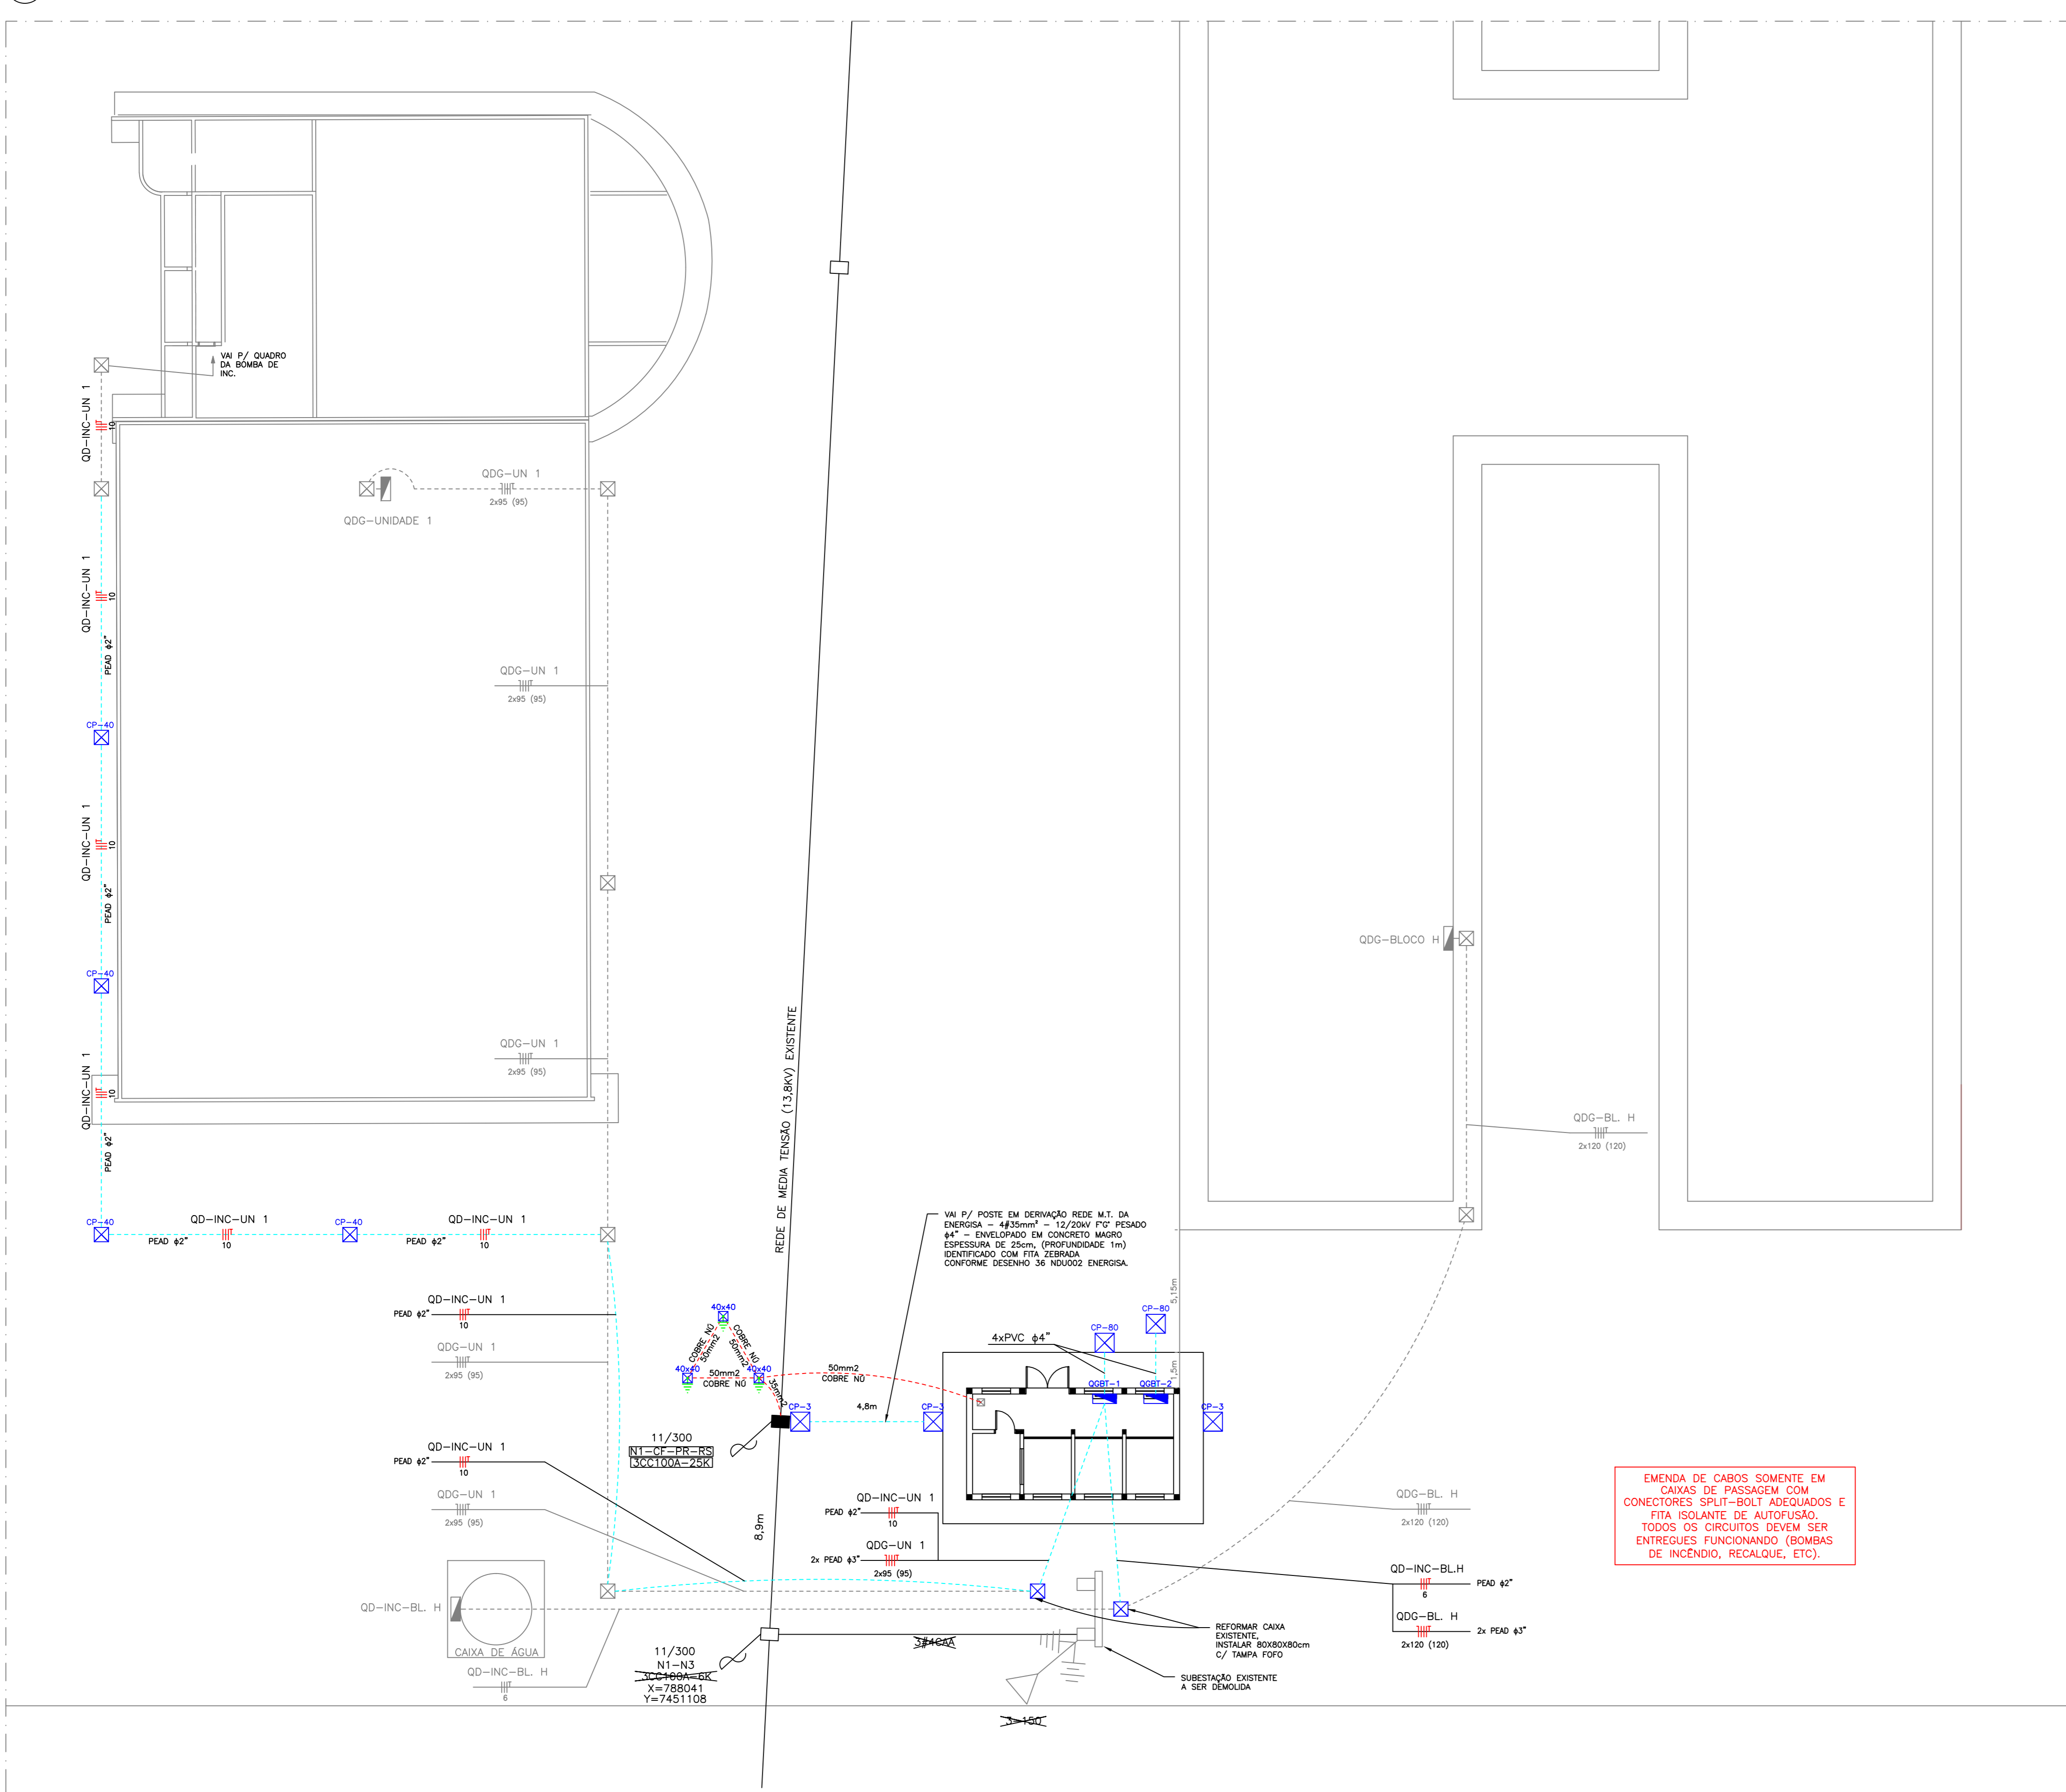 VAI P/ QUADRO
DA BOMBA DE
INC.
QD-INC-UN 1
10
QDG-UN 1
2x95 (95)
QDG-UNIDADE 1
QD-INC-UN 1
10
PEAD ϕ2"
QDG-UN 1
2x95 (95)
CP-40
QD-INC-UN 1
10
PEAD ϕ2"
QDG-BLOCO H
CP-40
QDG-UN 1
2x95 (95)
QD-INC-UN 1
10
PEAD ϕ2"
REDE DE MEDIA TENSÃO (13,8KV) EXISTENTE
QDG-BL. H
2x120 (120)
CP-40
QD-INC-UN 1
PEAD ϕ2"
10
CP-40
QD-INC-UN 1
PEAD ϕ2"
10
VAI P/ POSTE EM DERIVAÇÃO REDE M.T. DA
ENERGISA - 4#35mm² - 12/20kV F"G" PESADO
ϕ4" - ENVELOPADO EM CONCRETO MAGRO
ESPESSURA DE 25cm, (PROFUNDIDADE 1m)
IDENTIFICADO COM FITA ZEBRADA
CONFORME DESENHO 36 NDU002 ENERGISA.
QD-INC-UN 1
PEAD ϕ2"
10
QDG-UN 1
2x95 (95)
40x40
COBRE NÚ
50mm2
COBRE NÚ
50mm2
40x40
50mm2
COBRE NÚ
40x40
35mm2
50mm2
COBRE NÚ
4xPVC ϕ4"
CP-80
CP-80
5,15m
1,5m
QGBT-1
QGBT-2
CP-3
4,8m
CP-3
CP-3
11/300
N1-CF-PR-RS
3CC100A-25K
QD-INC-UN 1
PEAD ϕ2"
10
QDG-UN 1
2x95 (95)
8,9m
QD-INC-UN 1
PEAD ϕ2"
10
QDG-UN 1
2x PEAD ϕ3"
2x95 (95)
QDG-BL. H
2x120 (120)
EMENDA DE CABOS SOMENTE EM
CAIXAS DE PASSAGEM COM
CONECTORES SPLIT-BOLT ADEQUADOS E
FITA ISOLANTE DE AUTOFUSÃO.
TODOS OS CIRCUITOS DEVEM SER
ENTREGUES FUNCIONANDO (BOMBAS
DE INCÊNDIO, RECALQUE, ETC).
QD-INC-BL.H
PEAD ϕ2"
6
QDG-BL. H
2x PEAD ϕ3"
2x120 (120)
QD-INC-BL. H
CAIXA DE ÁGUA
QD-INC-BL. H
6
11/300
N1-N3
3CC100A-6K
X=788041
Y=7451108
3#4CAA
REFORMAR CAIXA
EXISTENTE,
INSTALAR 80X80X80cm
C/ TAMPA FOFO
SUBESTAÇÃO EXISTENTE
A SER DEMOLIDA
3-150